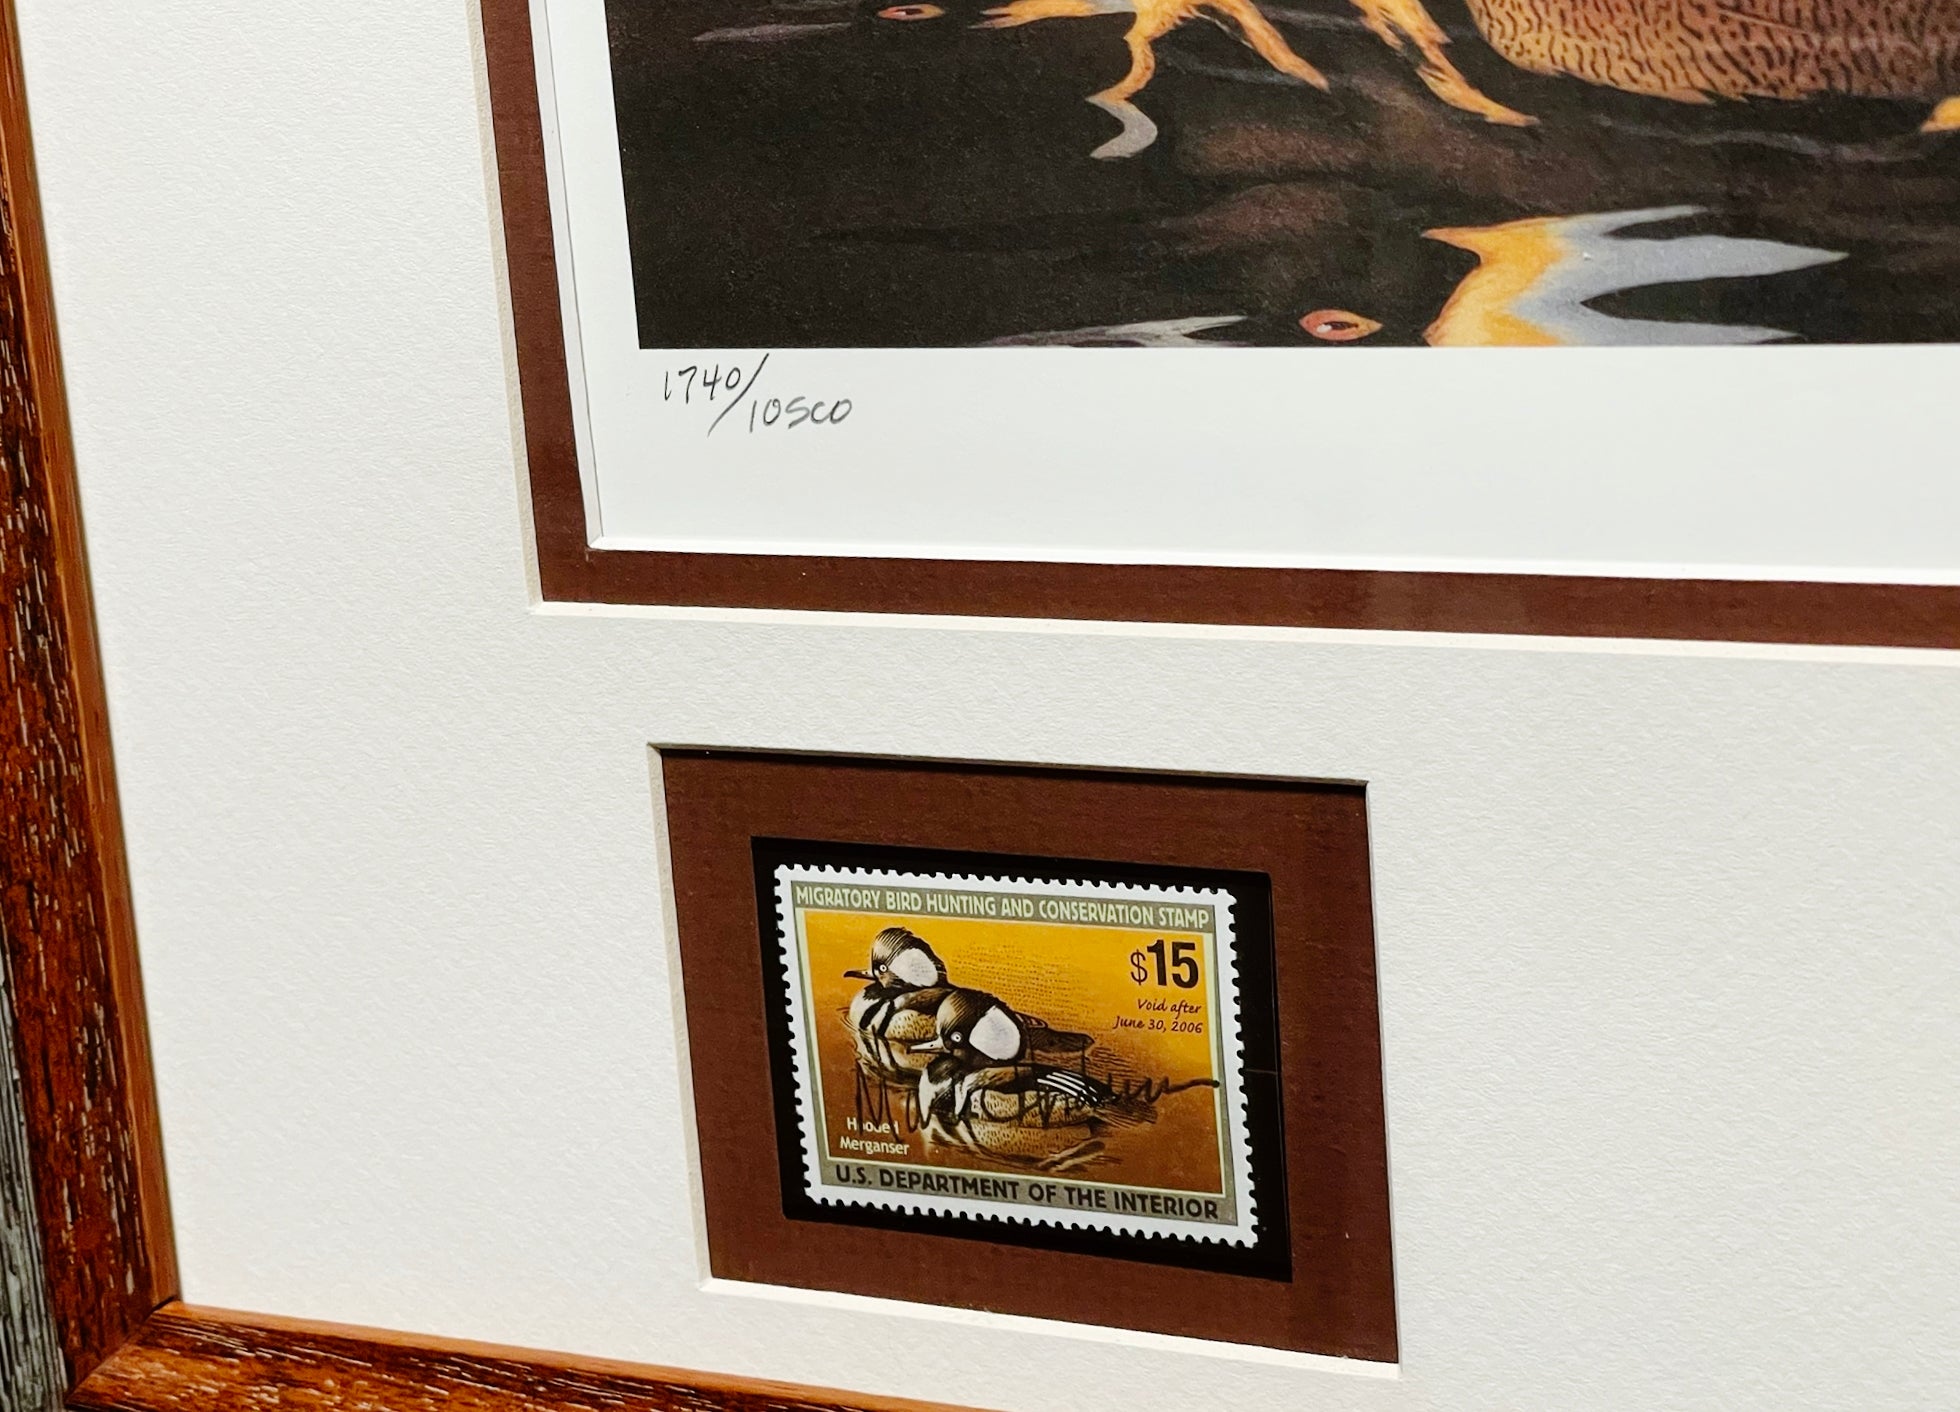 1740/
10500
MIGRATORY BIRD HUNTING AND CONSERVATION STAMP
$15
Void after
June 30, 2006
Hooded
Merganser
U.S. DEPARTMENT OF THE INTERIOR